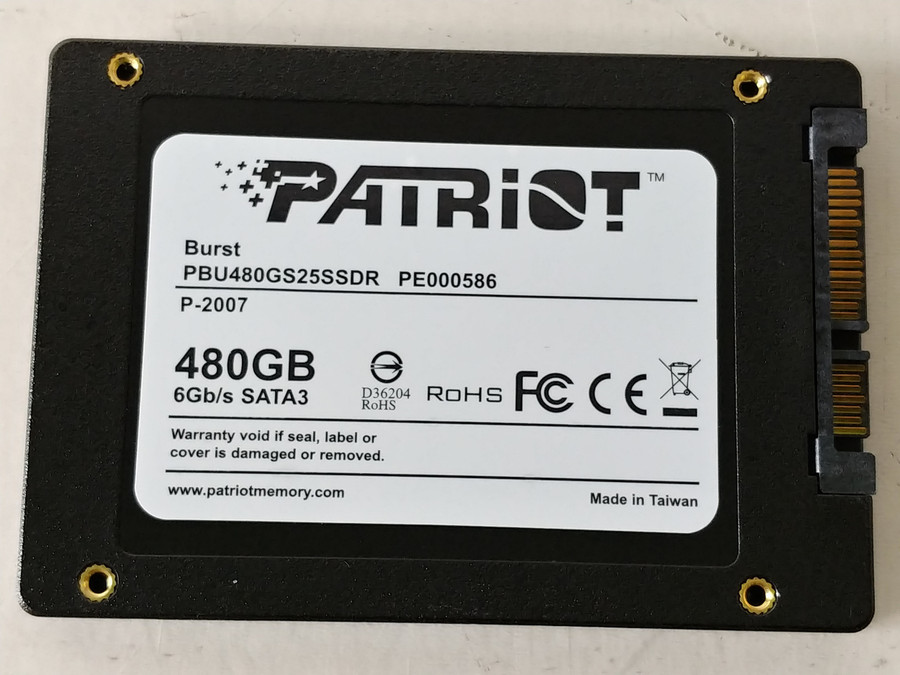 PATRiOT™
Burst
PBU480GS25SSDR PE000586
P-2007
480GB
6Gb/s SATA3
D36204
RoHS
RoHS FC CE
Warranty void if seal, label or
cover is damaged or removed.
www.patriotmemory.com
Made in Taiwan